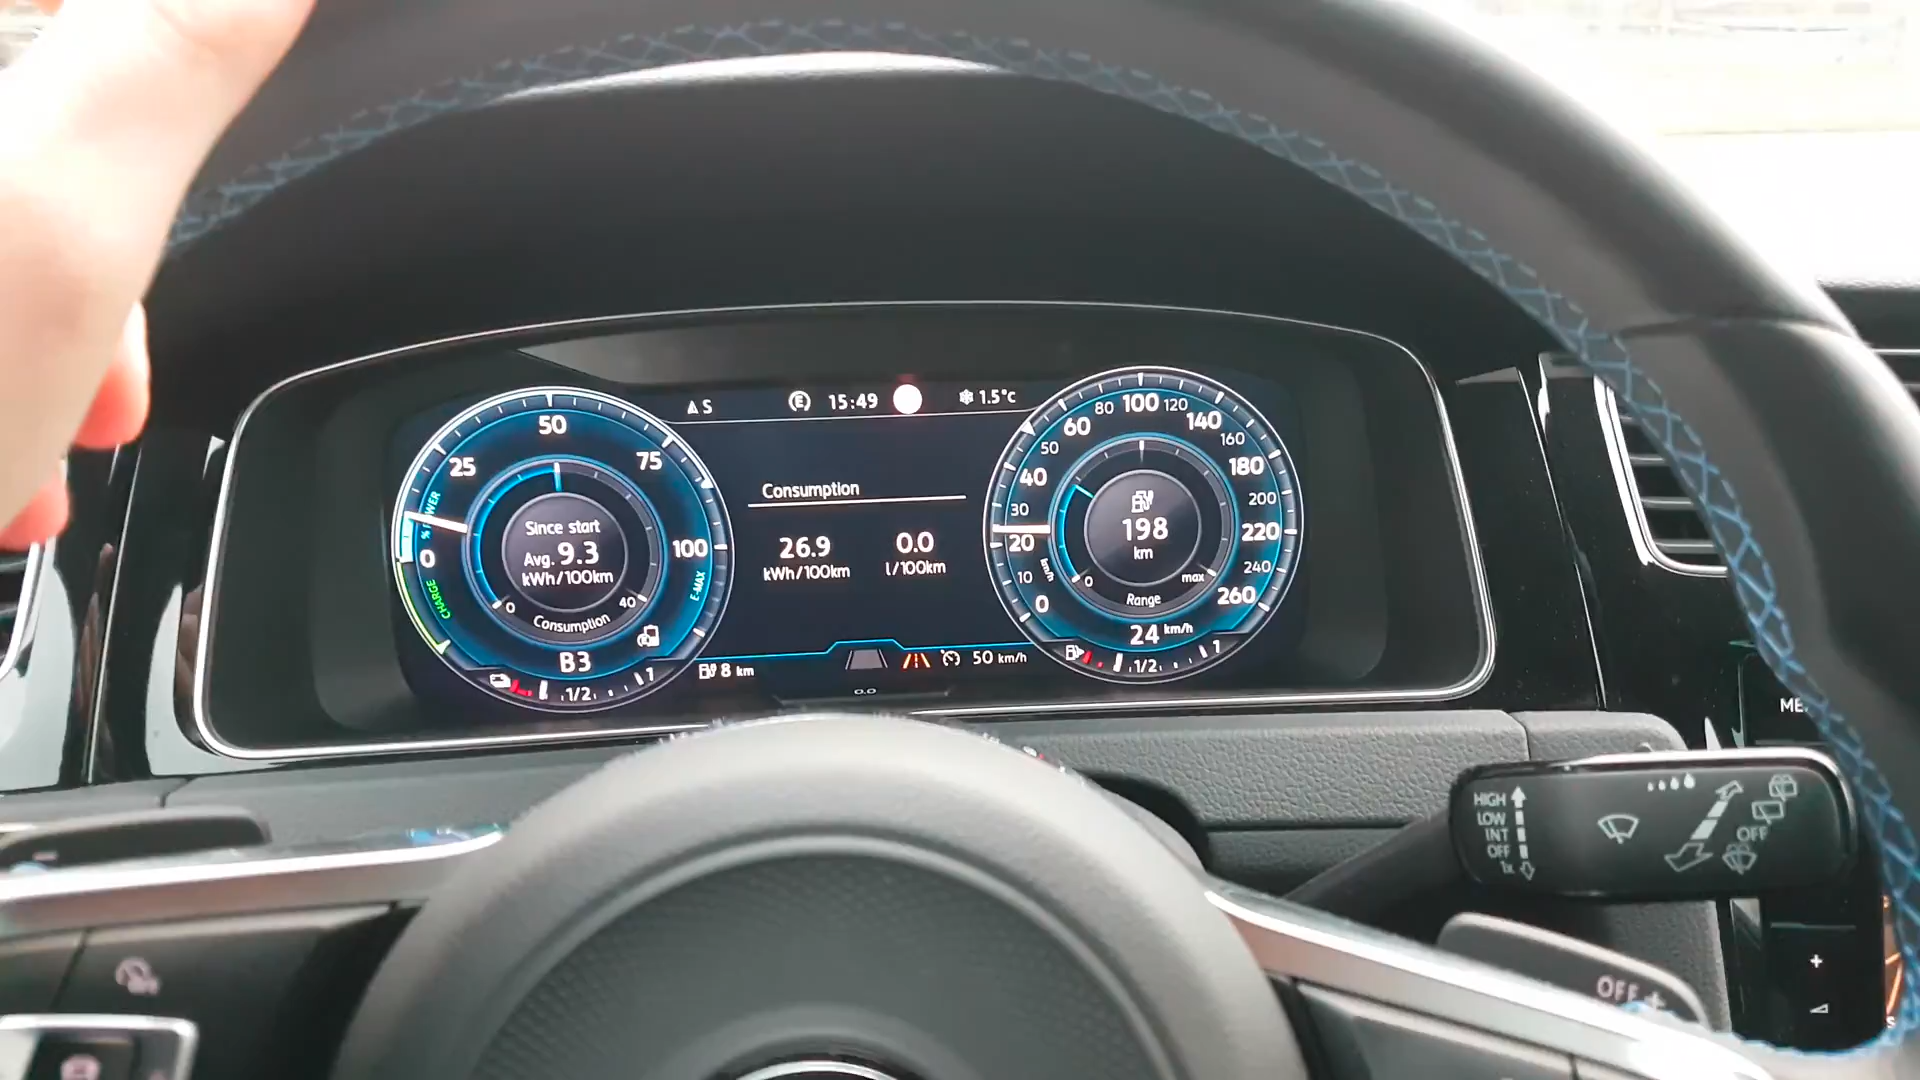 S
(E)
15:49
1.5°C
25
50
75
100
0
% POWER
CHARGE
E-MAX
Since start
Avg. 9.3
kWh/100km
0
40
Consumption
B3
1/2
1
Consumption
26.9
0.0
kWh/100km
l/100km
8 km
50 km/h
0.0
0
10
20
30
40
50
60
80
100
120
140
160
180
200
220
240
260
km/h
198
km
0
max
Range
24 km/h
1/2
1
HIGH
LOW
INT
OFF
1x
OFF
OFF +
+